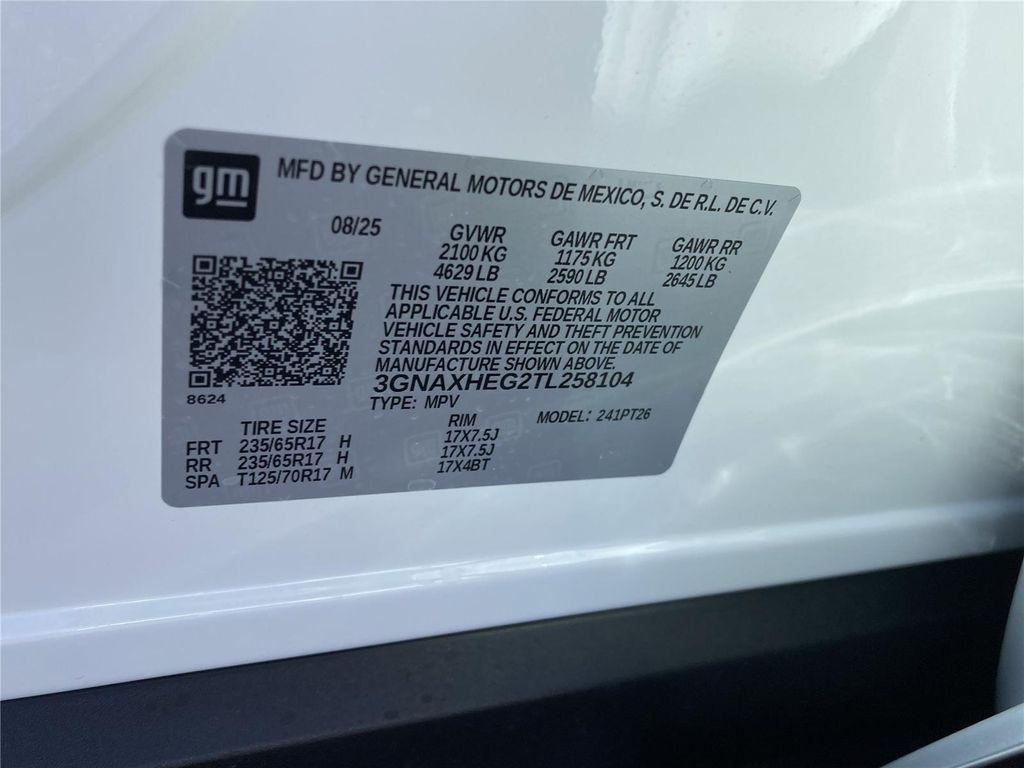 gm
MFD BY GENERAL MOTORS DE MEXICO, S. DE R.L. DE C.V.
08/25
GVWR GAWR FRT GAWR RR
2100 KG 1175 KG 1200 KG
4629 LB 2590 LB 2645 LB
THIS VEHICLE CONFORMS TO ALL
APPLICABLE U.S. FEDERAL MOTOR
VEHICLE SAFETY AND THEFT PREVENTION
STANDARDS IN EFFECT ON THE DATE OF
MANUFACTURE SHOWN ABOVE.
3GNAXHEG2TL258104
8624
TYPE: MPV MODEL: 241PT26
TIRE SIZE RIM
FRT 235/65R17 H 17X7.5J
RR 235/65R17 H 17X7.5J
SPA T125/70R17 M 17X4BT